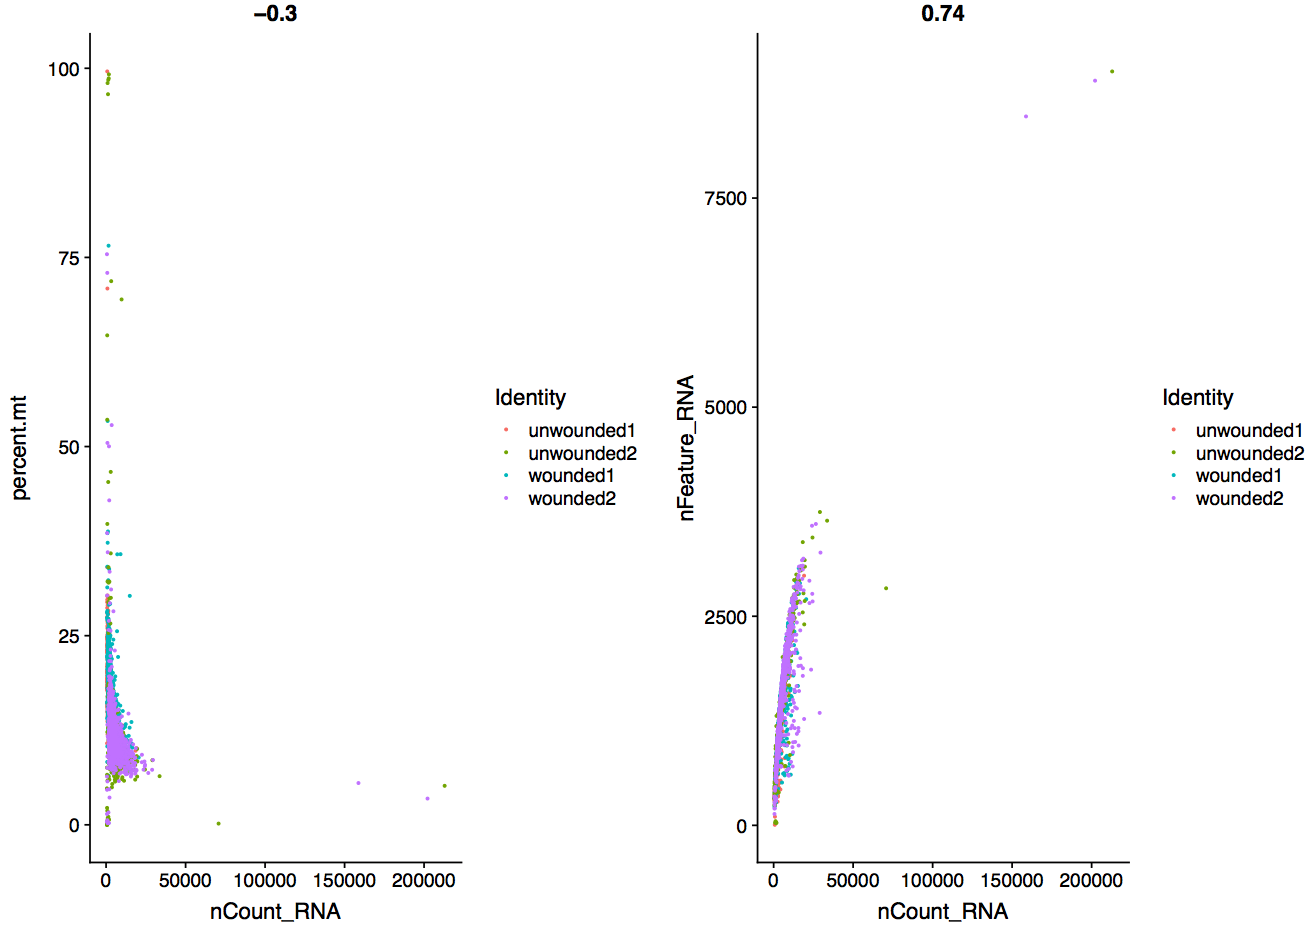 −0.3
100
75
50
25
0
percent.mt
0 50000 100000 150000 200000
nCount_RNA
Identity
unwounded1
unwounded2
wounded1
wounded2
0.74
7500
5000
2500
0
nFeature_RNA
0 50000 100000 150000 200000
nCount_RNA
Identity
unwounded1
unwounded2
wounded1
wounded2